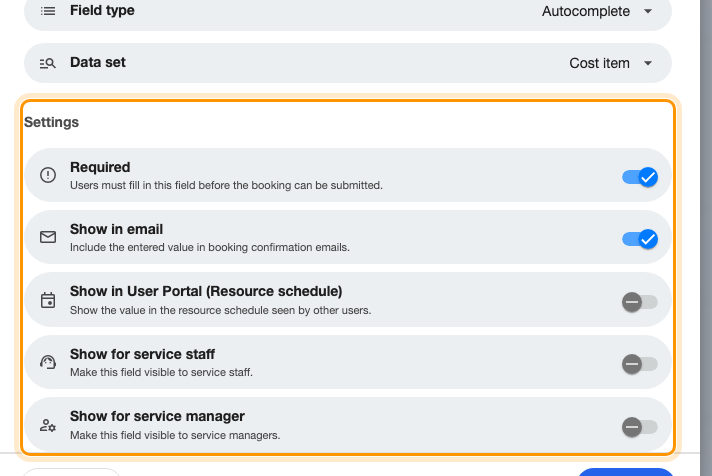 Field type
Autocomplete
Data set
Cost item
Settings
Required
Users must fill in this field before the booking can be submitted.
Show in email
Include the entered value in booking confirmation emails.
Show in User Portal (Resource schedule)
Show the value in the resource schedule seen by other users.
Show for service staff
Make this field visible to service staff.
Show for service manager
Make this field visible to service managers.